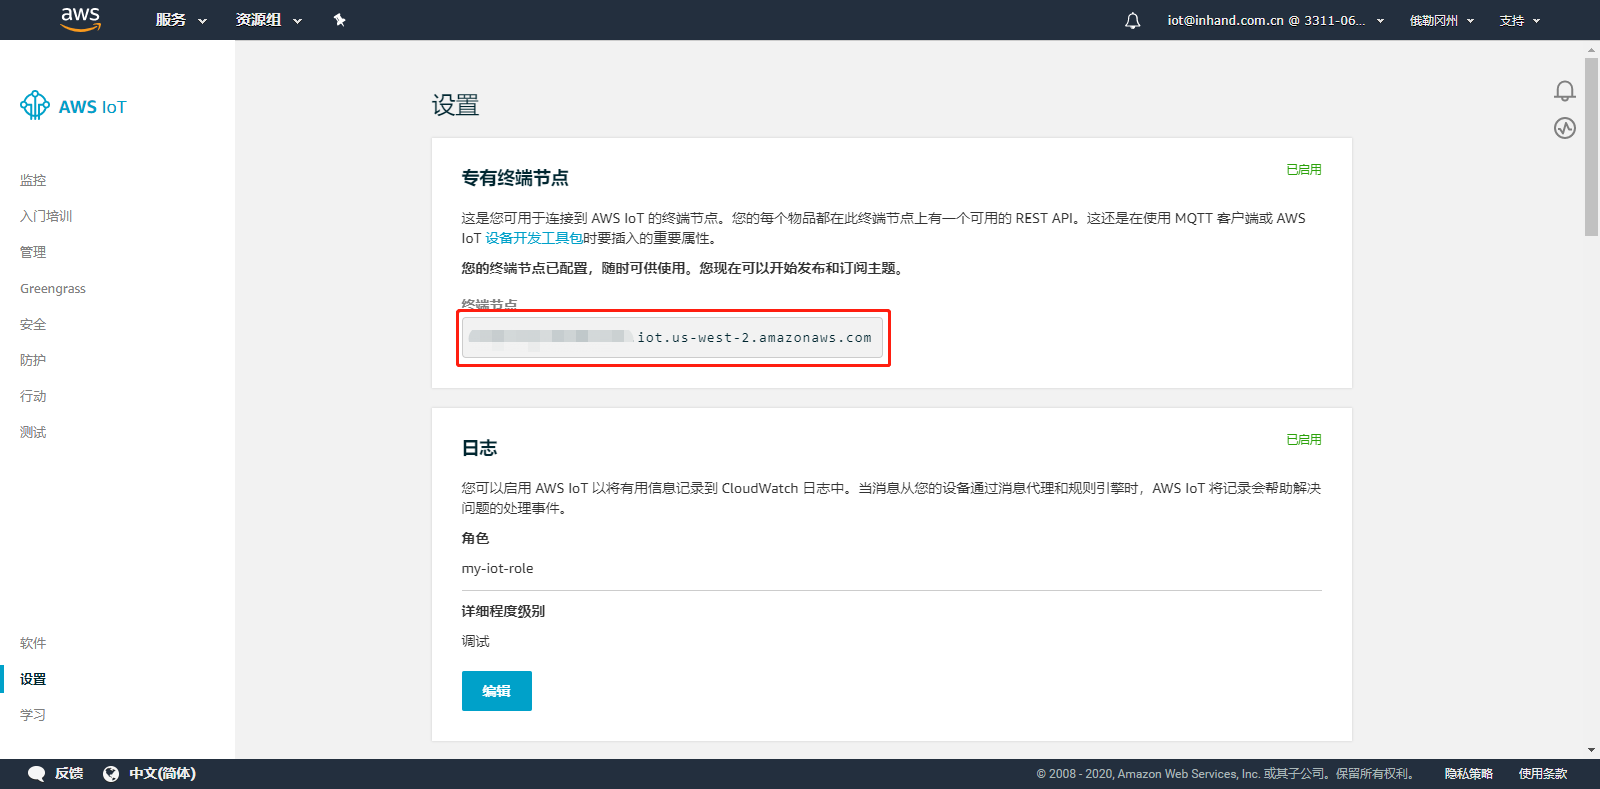 aws
服务
资源组
iot@inhand.com.cn @ 3311-06...
俄勒冈州
支持
AWS IoT
监控
入门培训
管理
Greengrass
安全
防护
行动
测试
软件
设置
学习
设置
专有终端节点
已启用
这是您可用于连接到 AWS IoT 的终端节点。您的每个物品都在此终端节点上有一个可用的 REST API。这还是在使用 MQTT 客户端或 AWS
IoT 设备开发工具包时要插入的重要属性。
您的终端节点已配置，随时可供使用。您现在可以开始发布和订阅主题。
终端节点
iot.us-west-2.amazonaws.com
日志
已启用
您可以启用 AWS IoT 以将有用信息记录到 CloudWatch 日志中。当消息从您的设备通过消息代理和规则引擎时，AWS IoT 将记录会帮助解决
问题的处理事件。
角色
my-iot-role
详细程度级别
调试
编辑
反馈
中文(简体)
© 2008 - 2020, Amazon Web Services, Inc. 或其子公司。保留所有权利。
隐私策略
使用条款